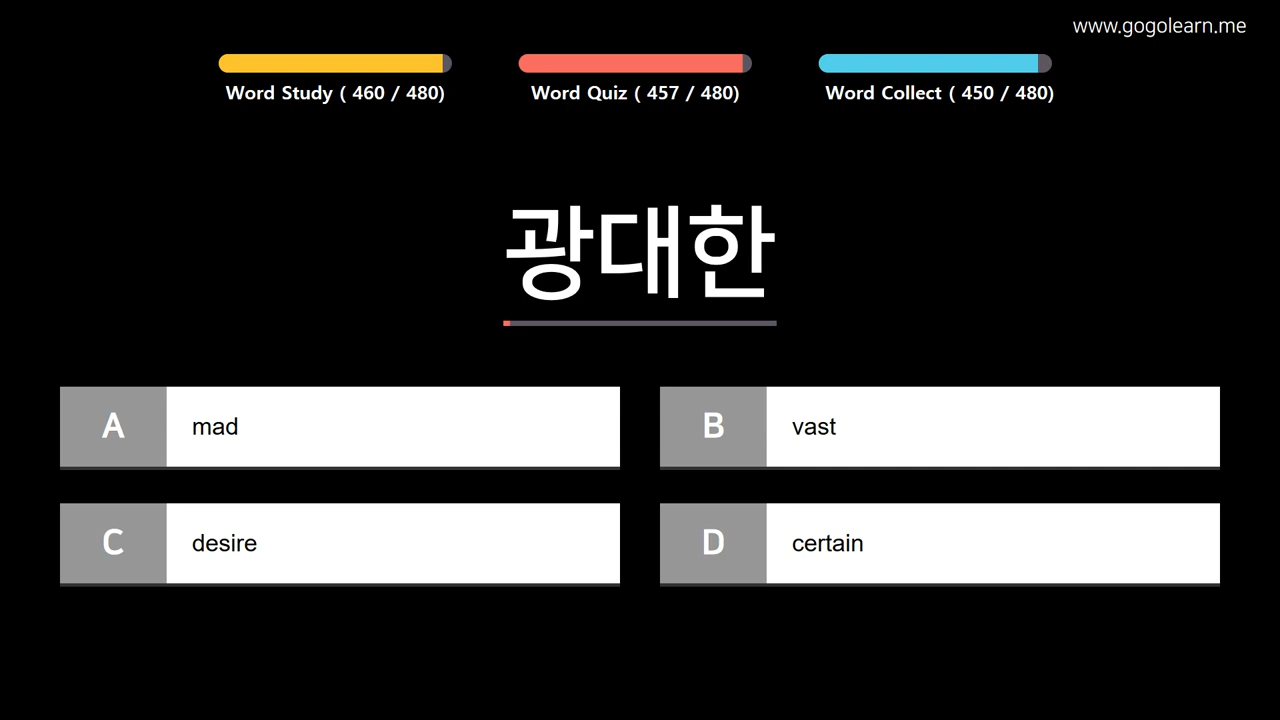 www.gogolearn.me
Word Study ( 460 / 480)
Word Quiz ( 457 / 480)
Word Collect ( 450 / 480)
광대한
A mad
B vast
C desire
D certain